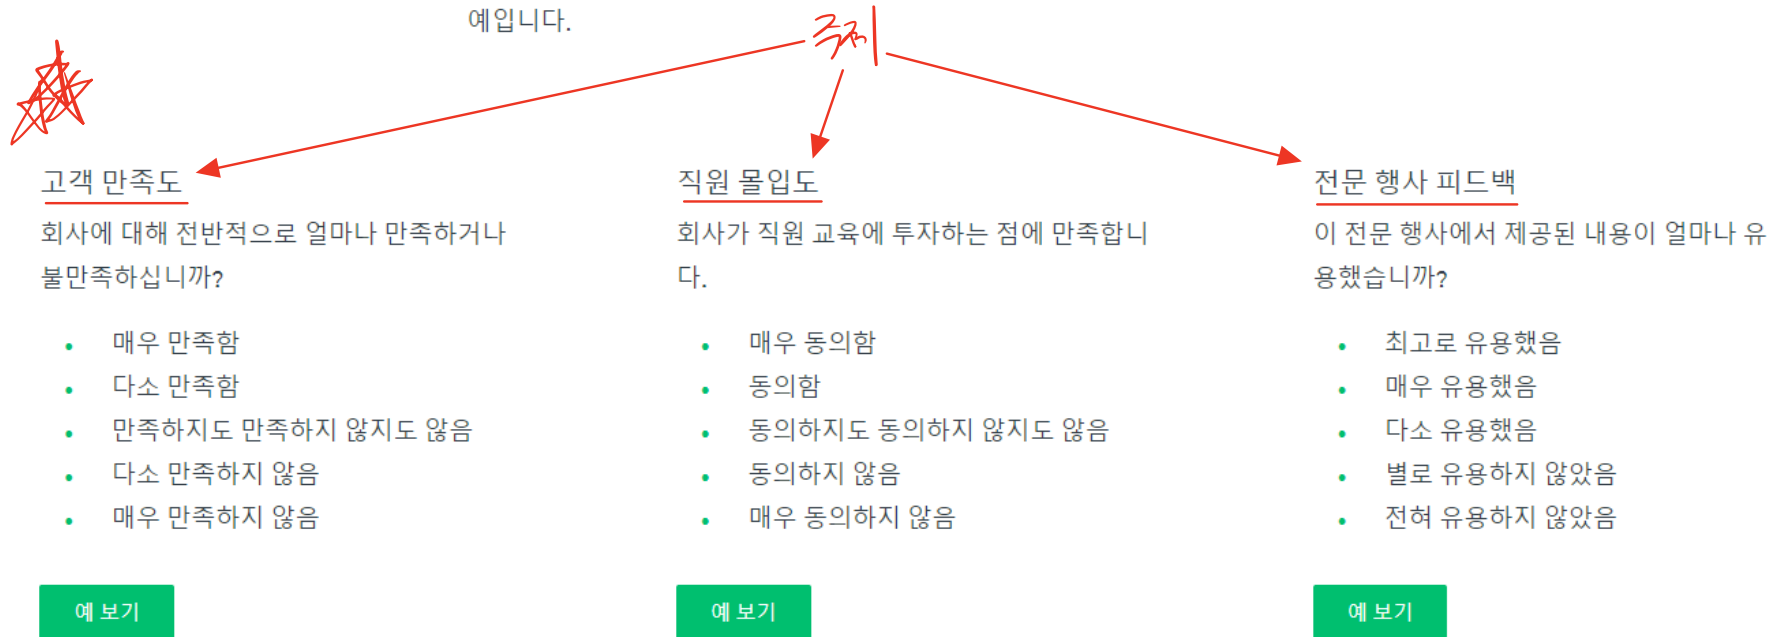 예입니다.
주제
고객 만족도
회사에 대해 전반적으로 얼마나 만족하거나
불만족하십니까?
• 매우 만족함
• 다소 만족함
• 만족하지도 만족하지 않지도 않음
• 다소 만족하지 않음
• 매우 만족하지 않음
예 보기
직원 몰입도
회사가 직원 교육에 투자하는 점에 만족합니
다.
• 매우 동의함
• 동의함
• 동의하지도 동의하지 않지도 않음
• 동의하지 않음
• 매우 동의하지 않음
예 보기
전문 행사 피드백
이 전문 행사에서 제공된 내용이 얼마나 유
용했습니까?
• 최고로 유용했음
• 매우 유용했음
• 다소 유용했음
• 별로 유용하지 않았음
• 전혀 유용하지 않았음
예 보기